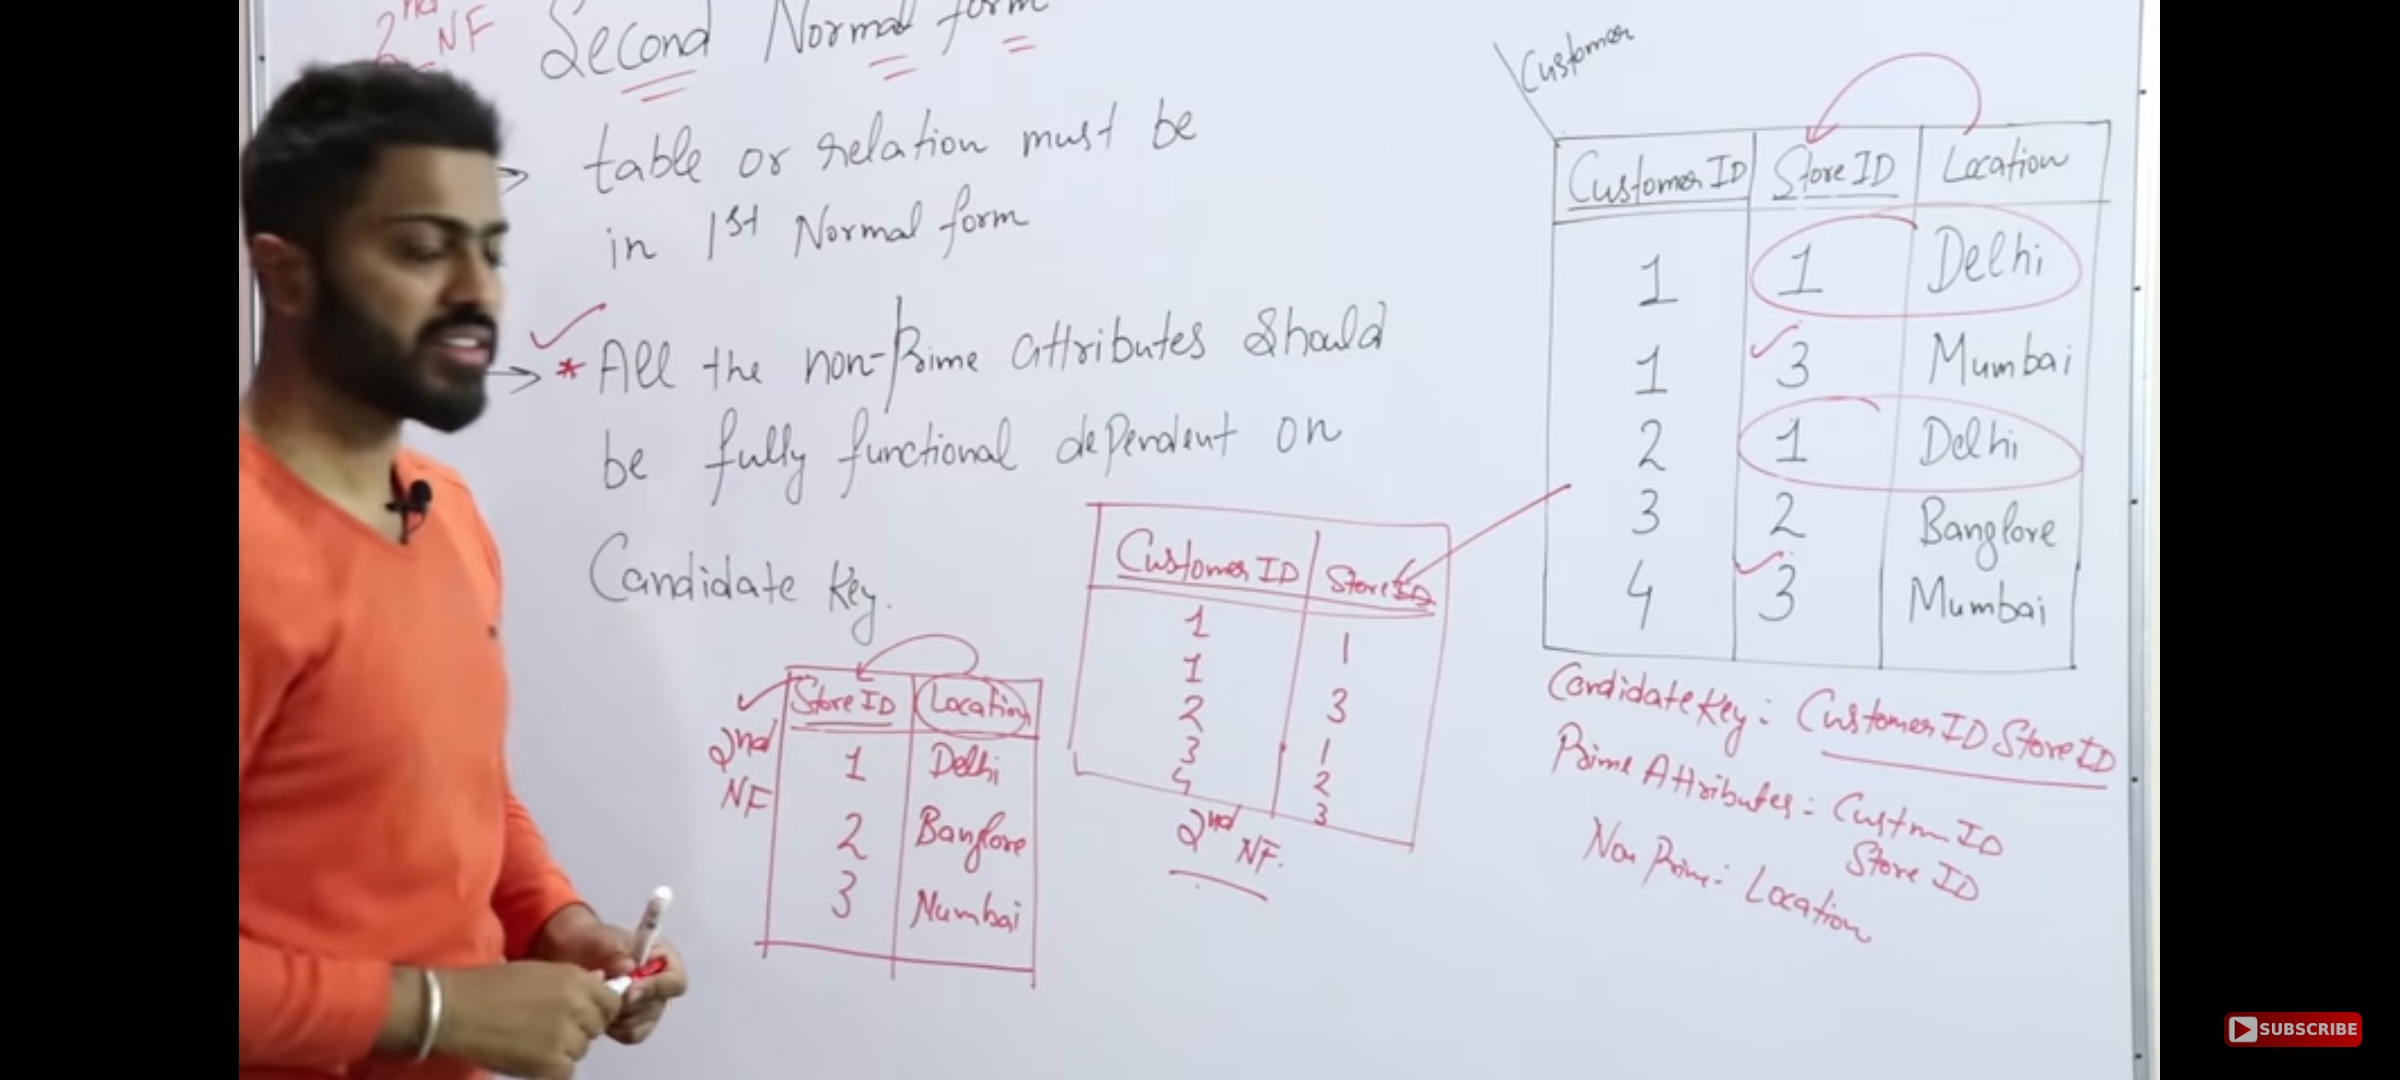 2nd NF
Second Normal form
table or relation must be
in 1st Normal form
* All the non-Prime attributes should
be fully functional dependent on
Candidate Key.
Customer
Customer ID Store ID Location
1 1 Delhi
1 3 Mumbai
2 1 Delhi
3 2 Banglore
4 3 Mumbai
Candidate Key: Customer ID Store ID
Prime Attributes: Custm ID
Store ID
Non Prime: Location
Customer ID Store ID
1 1
1 3
2 1
3 2
4 3
2nd NF.
Store ID Location
1 Delhi
2 Banglore
3 Mumbai
2nd
NF
SUBSCRIBE